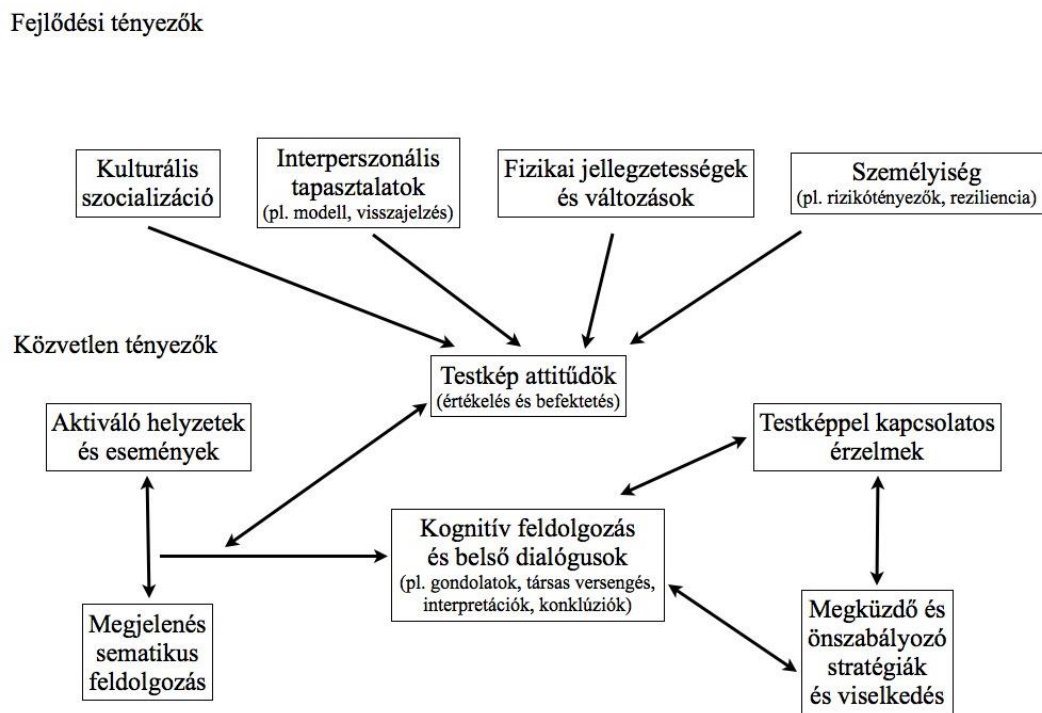 Fejlődési tényezők
Kulturális
szocializáció
Interperszonális
tapasztalatok
(pl. modell, visszajelzés)
Fizikai jellegzetességek
és változások
Személyiség
(pl. rizikótényezők, reziliencia)
Közvetlen tényezők
Testkép attitűdök
(értékelés és befektetés)
Aktiváló helyzetek
és események
Testképpel kapcsolatos
érzelmek
Kognitív feldolgozás
és belső dialógusok
(pl. gondolatok, társas versengés,
interpretációk, konklúziók)
Megjelenés
sematikus
feldolgozás
Megküzdő és
önszabályozó
stratégiák
és viselkedés